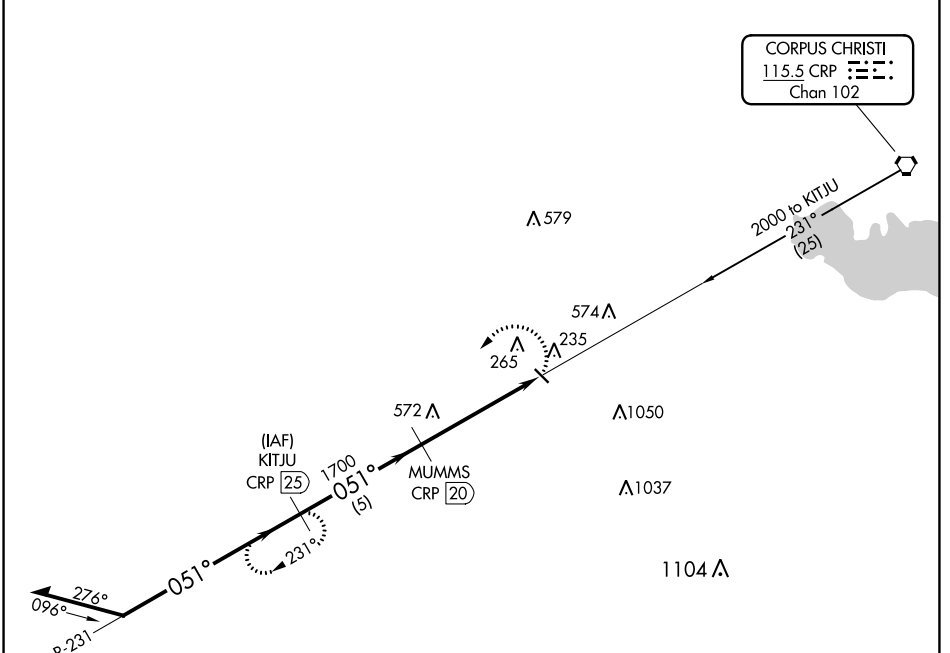 CORPUS CHRISTI
115.5 CRP
Chan 102
2000 to KITJU
231°
(25)
579
574
235
265
572
1050
(IAF)
KITJU
CRP 25
1700
051°
(5)
MUMMS
CRP 20
1037
231°
1104
051°
276°
096°
R-231